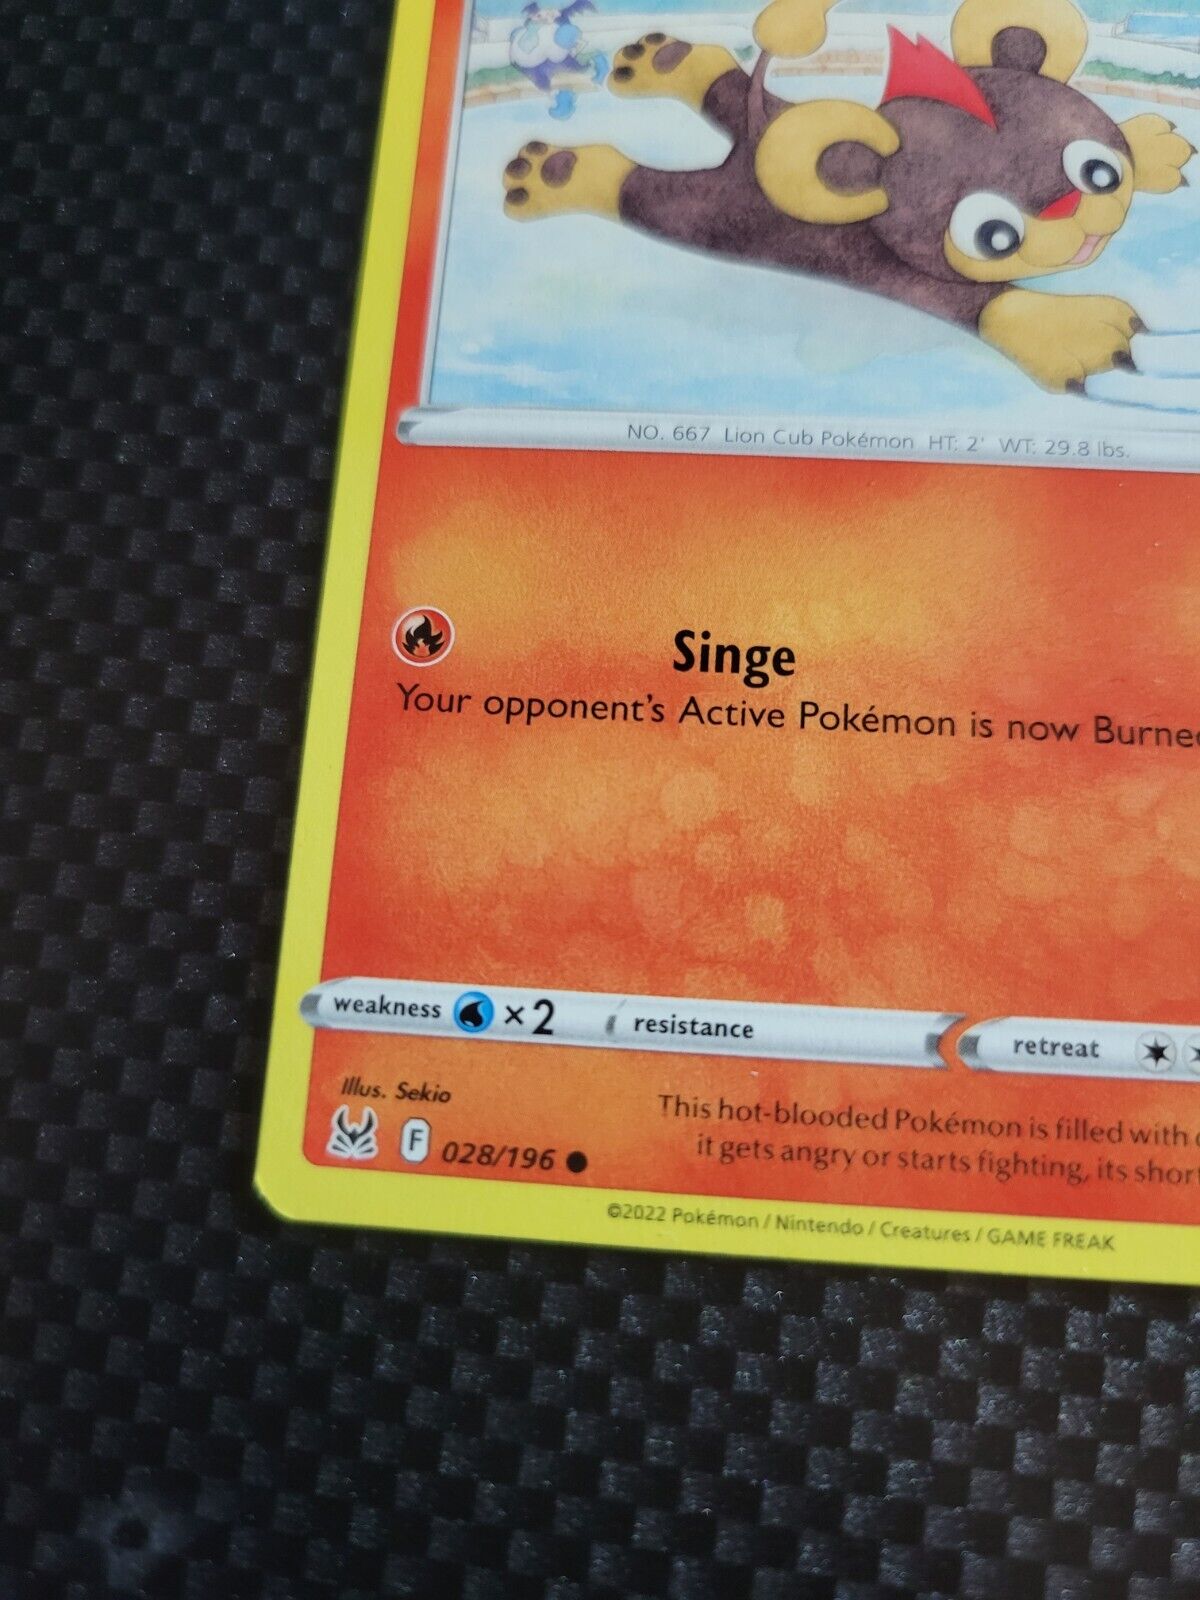 NO. 667 Lion Cub Pokémon HT: 2' WT: 29.8 lbs.
Singe
Your opponent's Active Pokémon is now Burne
weakness ×2 resistance retreat
Illus. Sekio
This hot-blooded Pokémon is filled with
it gets angry or starts fighting, its short
F 028/196
©2022 Pokémon / Nintendo / Creatures / GAME FREAK